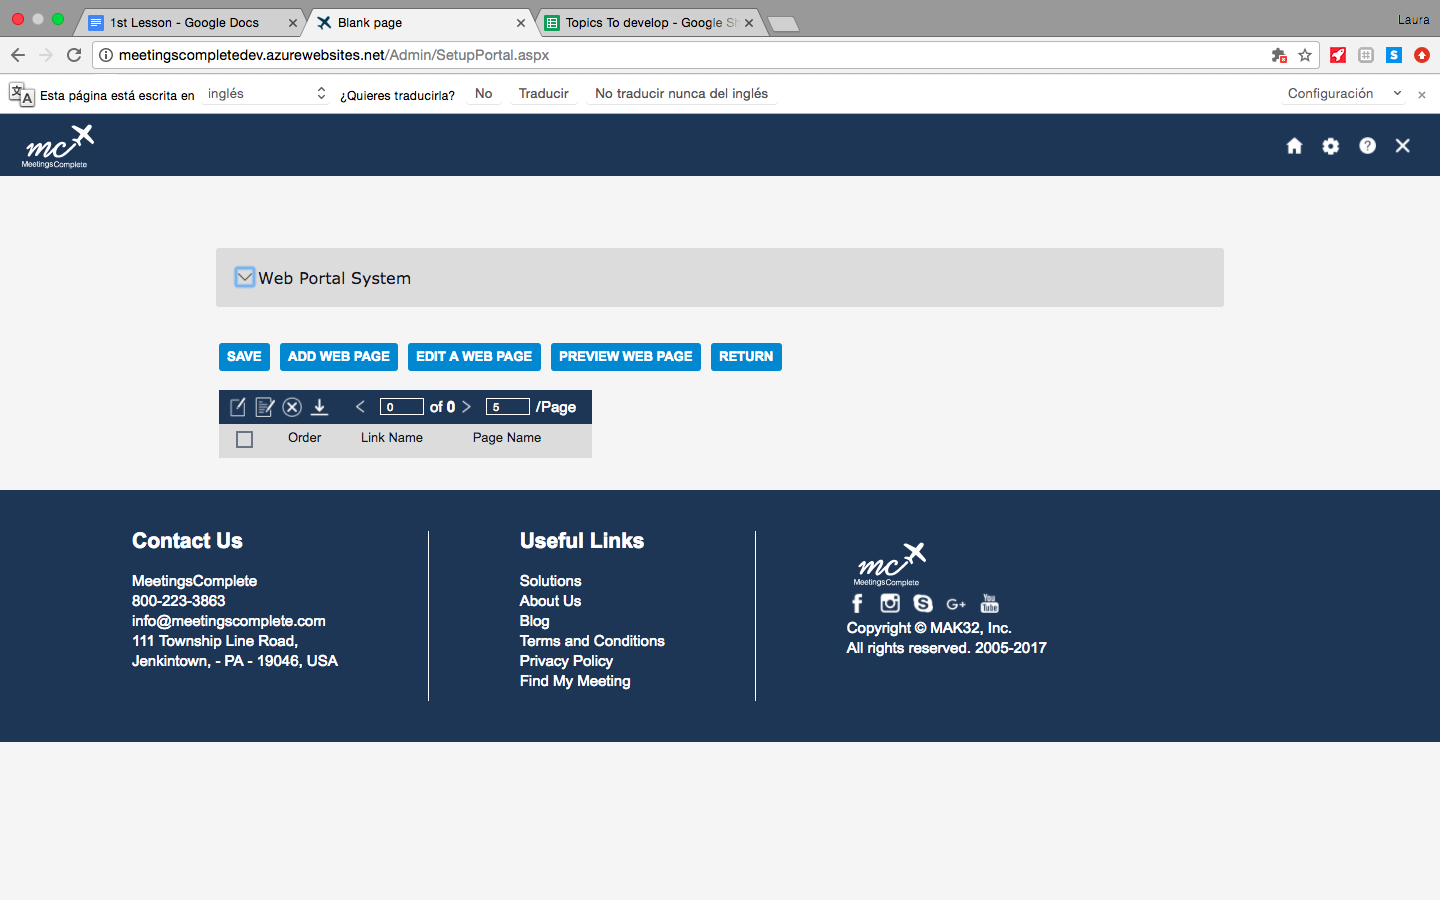 1st Lesson - Google Docs
Blank page
Topics To develop - Google Sh
Laura
meetingscompletedev.azurewebsites.net/Admin/SetupPortal.aspx
Esta página está escrita en inglés ¿Quieres traducirla? No Traducir No traducir nunca del inglés Configuración
mc
MeetingsComplete
Web Portal System
SAVE ADD WEB PAGE EDIT A WEB PAGE PREVIEW WEB PAGE RETURN
0 of 0 5 /Page
Order Link Name Page Name
Contact Us
MeetingsComplete
800-223-3863
info@meetingscomplete.com
111 Township Line Road,
Jenkintown, - PA - 19046, USA
Useful Links
Solutions
About Us
Blog
Terms and Conditions
Privacy Policy
Find My Meeting
mc
MeetingsComplete
f S G+ You Tube
Copyright © MAK32, Inc.
All rights reserved. 2005-2017